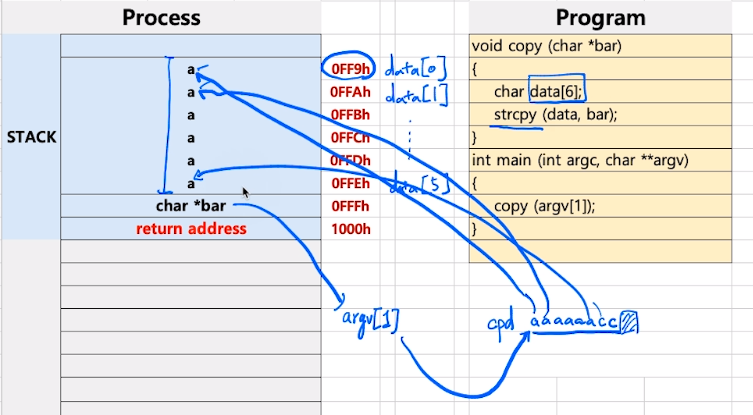 Process
Program
void copy (char *bar)
a
0FF9h
data[0]
{
a
0FFAh
data[1]
char data[6];
a
0FFBh
strcpy (data, bar);
STACK
a
0FFCh
}
a
0FFDh
int main (int argc, char **argv)
a
0FFEh
data[5]
{
char *bar
0FFFh
copy (argv[1]);
return address
1000h
}
argv[1]
cpd aaaaaacc